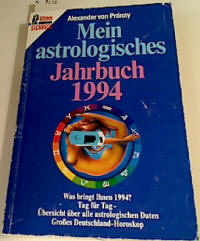 Alexander von Prónay
Mein
astrologisches
Jahrbuch
1994
Was bringt Ihnen 1994?
Tag für Tag -
Übersicht über alle astrologischen Daten
Großes Deutschland-Horoskop